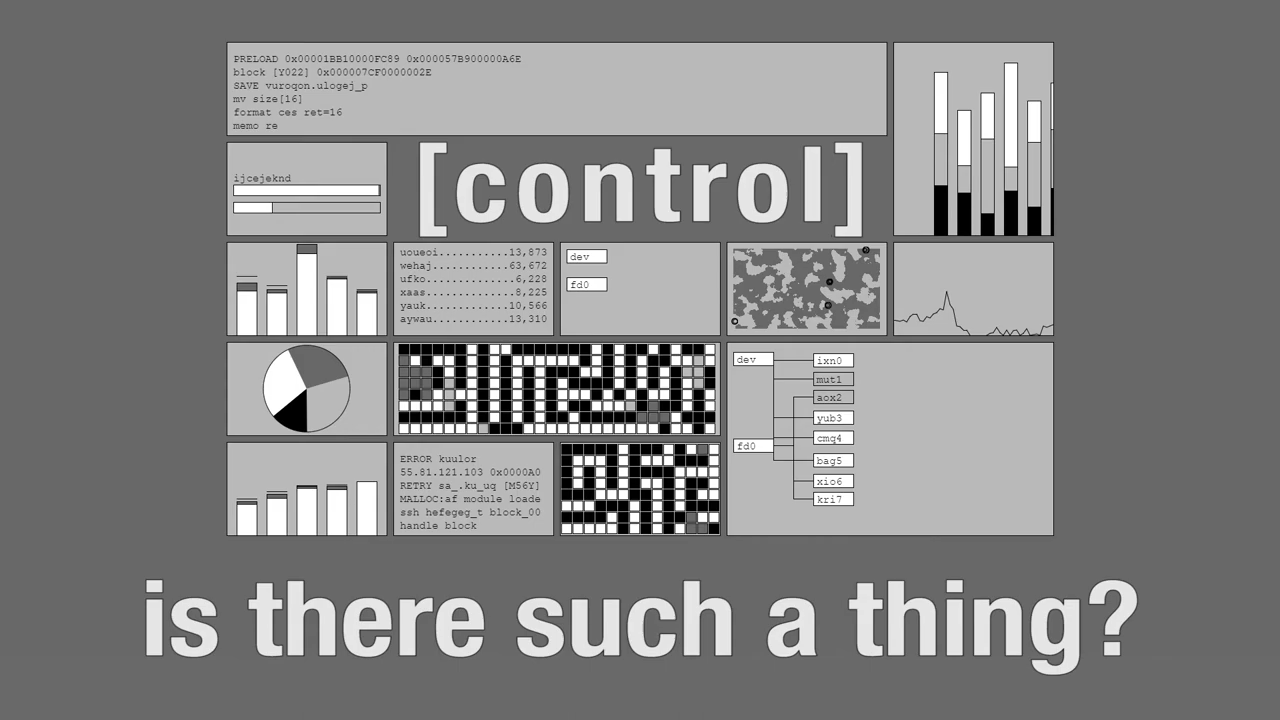 PRELOAD 0x00001BB10000FC89 0x000057B900000A6E
block [Y022] 0x000007CF0000002E
SAVE vuroqon.ulogej_p
mv size[16]
format ces ret=16
memo re
ijcejeknd
[control]
uoueoi...........13,873
wehaj............63,672
ufko..............6,228
xaas..............8,225
yauk.............10,566
aywau............13,310
dev
fd0
dev
ixn0
mut1
aox2
yub3
fd0
cmq4
bag5
xio6
kri7
ERROR kuulor
55.81.121.103 0x0000A0
RETRY sa_.ku_uq [M56Y]
MALLOC:af module loade
ssh hefegeg_t block_00
handle block
is there such a thing?